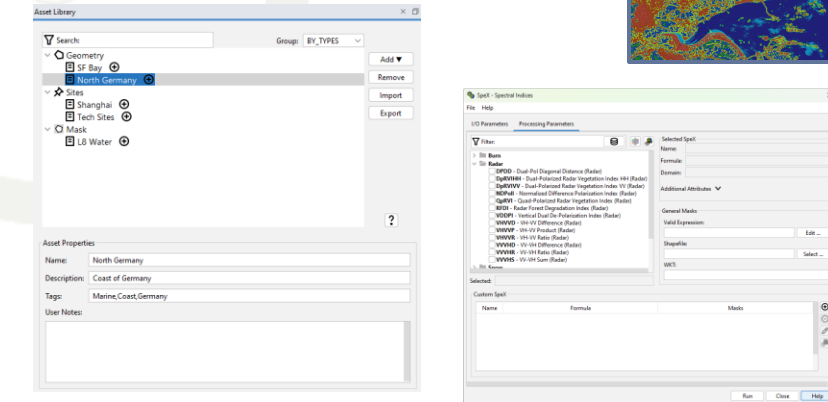 Asset Library
Search:
Group: BY_TYPES
Geometry
SF Bay
North Germany
Sites
Shanghai
Tech Sites
Mask
L8 Water
Add ▼
Remove
Import
Export
?
Asset Properties
Name: North Germany
Description: Coast of Germany
Tags: Marine,Coast,Germany
User Notes:
SpeX - Spectral Indices
File Help
I/O Parameters Processing Parameters
Filter:
Burn
Radar
DPDD - Dual-Pol Diagonal Distance (Radar)
DpRVIHH - Dual-Polarized Radar Vegetation Index HH (Radar)
DpRVIVV - Dual-Polarized Radar Vegetation Index VV (Radar)
NDPolI - Normalized Difference Polarization Index (Radar)
QpRVI - Quad-Polarized Radar Vegetation Index (Radar)
RFDI - Radar Forest Degradation Index (Radar)
VDDPI - Vertical Dual De-Polarization Index (Radar)
VHVVD - VH-VV Difference (Radar)
VHVVP - VH-VV Product (Radar)
VHVVR - VH-VV Ratio (Radar)
VVVHD - VV-VH Difference (Radar)
VVVHR - VV-VH Ratio (Radar)
VVVHS - VV-VH Sum (Radar)
Selected:
Selected SpeX
Name:
Formula:
Domain:
Additional Attributes
General Masks
Valid Expression:
Edit ...
Shapefile:
Select ...
WKT:
Custom SpeX
Name Formula Masks
Run Close Help